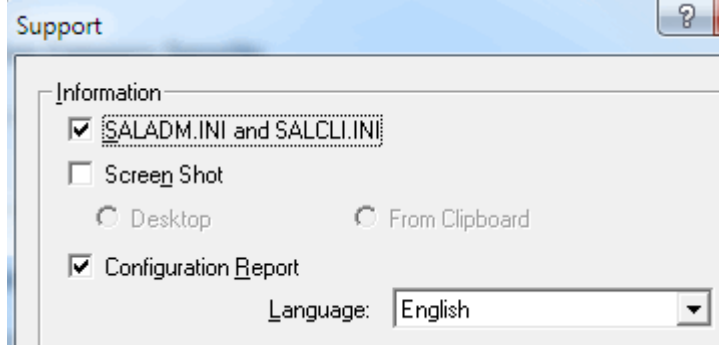 Support
Information
SALADM.INI and SALCLI.INI
Screen Shot
Desktop From Clipboard
Configuration Report
Language: English